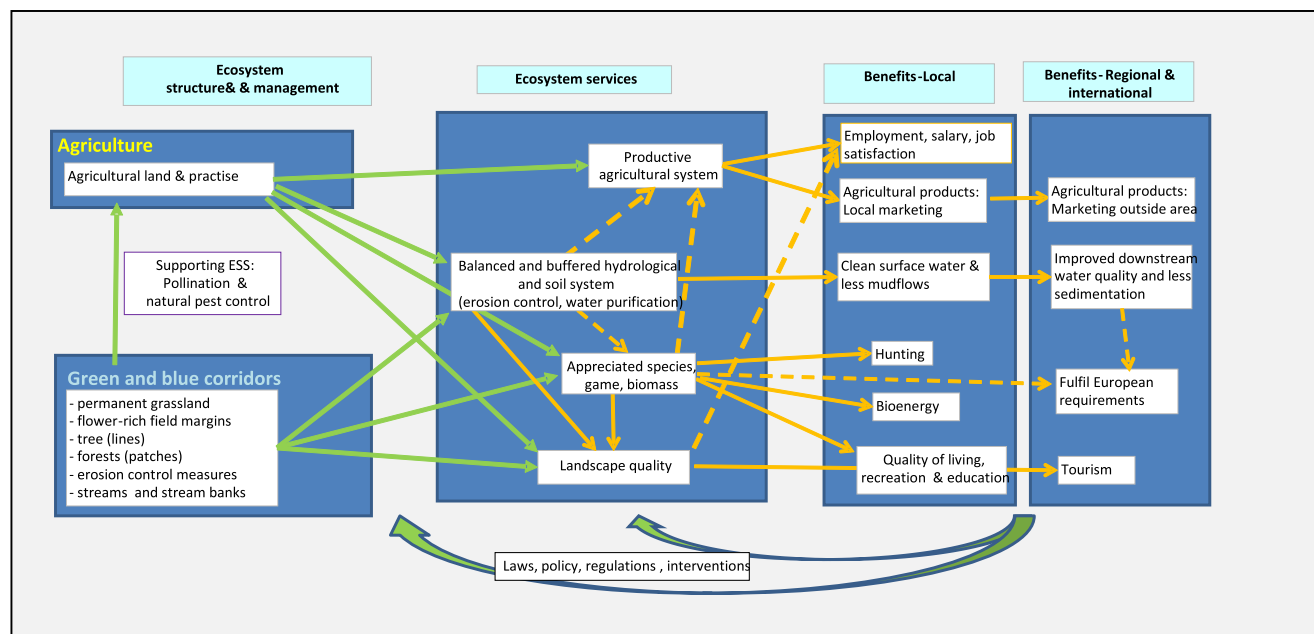 Ecosystem
structure& & management
Ecosystem services
Benefits-Local
Benefits-Regional &
international
Agriculture
Agricultural land & practise
Supporting ESS:
Pollination &
natural pest control
Green and blue corridors
- permanent grassland
- flower-rich field margins
- tree (lines)
- forests (patches)
- erosion control measures
- streams and stream banks
Productive
agricultural system
Balanced and buffered hydrological
and soil system
(erosion control, water purification)
Appreciated species,
game, biomass
Landscape quality
Employment, salary, job
satisfaction
Agricultural products:
Local marketing
Clean surface water &
less mudflows
Hunting
Bioenergy
Quality of living,
recreation & education
Agricultural products:
Marketing outside area
Improved downstream
water quality and less
sedimentation
Fulfil European
requirements
Tourism
Laws, policy, regulations , interventions